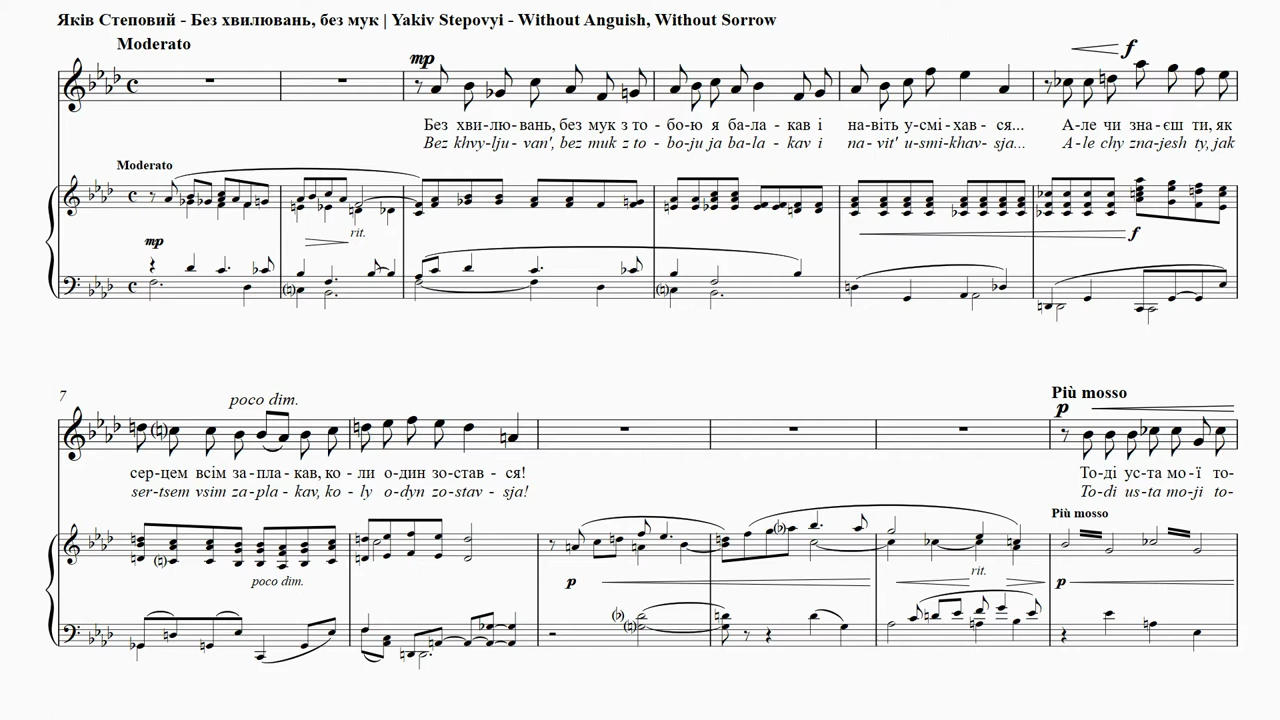 Яків Степовий - Без хвилювань, без мук | Yakiv Stepovyi - Without Anguish, Without Sorrow
Moderato
mp
f
Без хви-лю-вань, без мук з то-бою я ба-ла-кав і на-віть у-смі-хав-ся... А-ле чи зна-єш ти, як
Bez khvy-lju-van', bez muk z to-bo-ju ja ba-la-kav i na-vit' u-smi-khav-sja... A-le chy zna-jesh ty, jak
Moderato
mp
rit.
f
7
poco dim.
Più mosso
p
сер-цем всім за-пла-кав, ко-ли о-дин зо-став-ся! То-ді ус-та мо-ї то-
ser-tsem vsim za-pla-kav, ko-ly o-dyn zo-stav-sja! To-di us-ta mo-ji to-
Più mosso
poco dim.
p
rit.
p